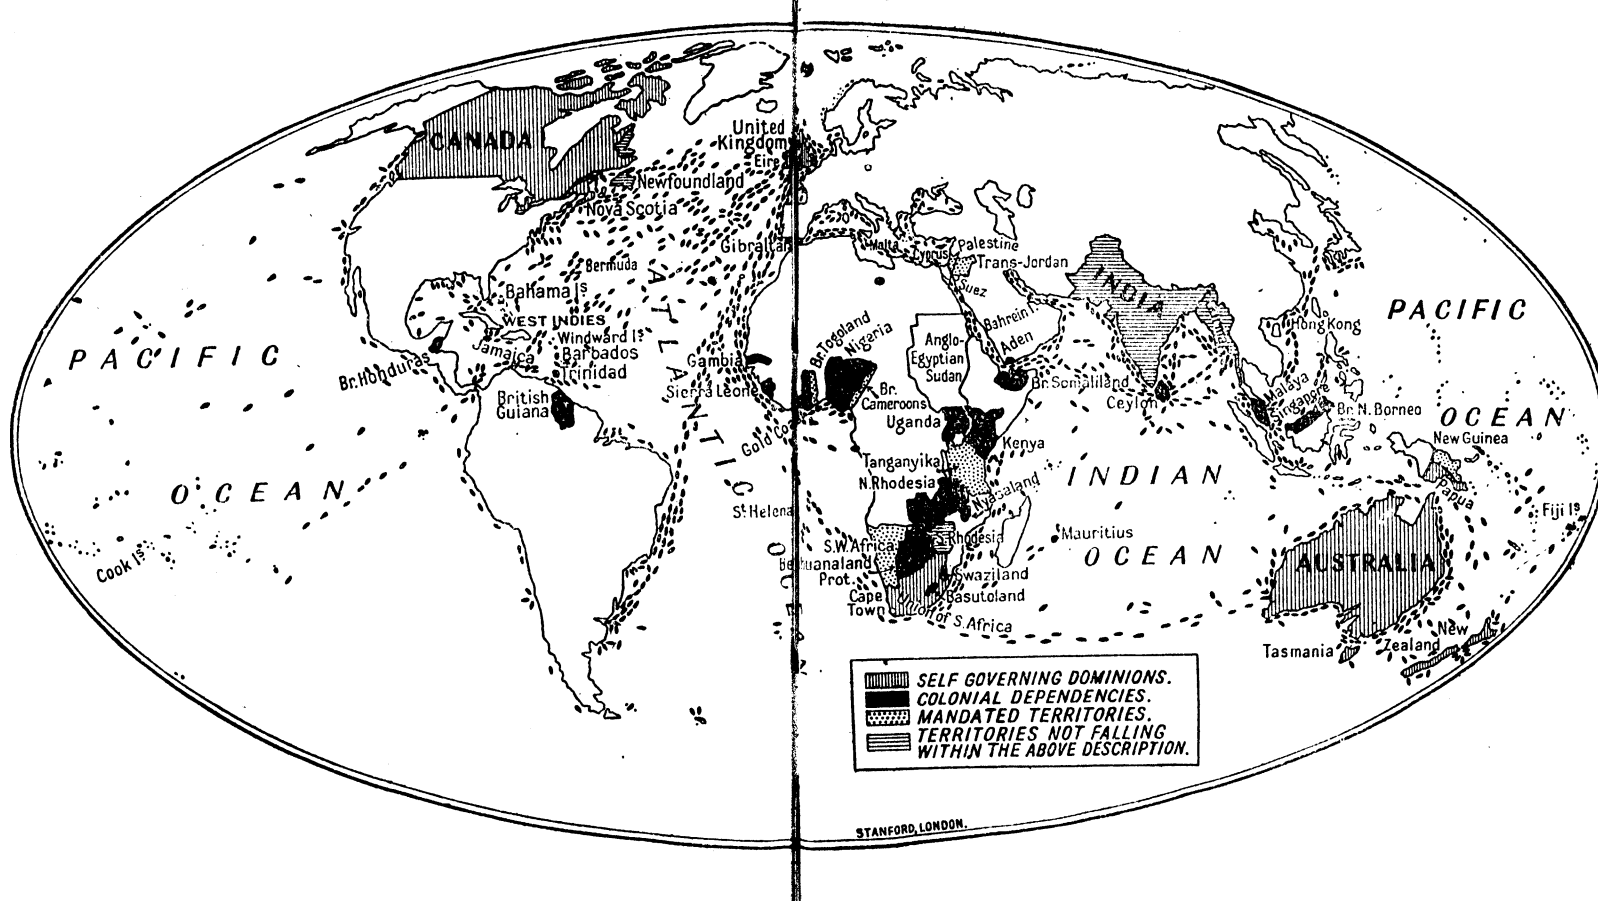 CANADA
United
Kingdom
Eire
Newfoundland
Nova Scotia
Gibraltar
Malta
Cyprus
Palestine
Trans-Jordan
Suez
Bermuda
Bahama Is
WEST INDIES
Windward Is
Jamaica
Barbados
Trinidad
Br. Honduras
British
Guiana
PACIFIC
OCEAN
ATLANTIC
OCEAN
Gambia
Sierra Leone
Gold Co.
Br. Togoland
Nigeria
Br.
Cameroons
Anglo-
Egyptian
Sudan
Bahrein I.
Aden
Br. Somaliland
INDIA
Ceylon
Hong Kong
Malaya
Singapore
Br. N. Borneo
PACIFIC
OCEAN
New Guinea
Papua
Fiji Is
Uganda
Kenya
Tanganyika
N. Rhodesia
Nyasaland
INDIAN
OCEAN
Mauritius
St Helena
S.W. Africa
S. Rhodesia
Prot.
Swaziland
Basutoland
Cape
Town
Union of S. Africa
Cook Is
AUSTRALIA
Tasmania
New
Zealand
SELF GOVERNING DOMINIONS.
COLONIAL DEPENDENCIES.
MANDATED TERRITORIES.
TERRITORIES NOT FALLING
WITHIN THE ABOVE DESCRIPTION.
STANFORD, LONDON.